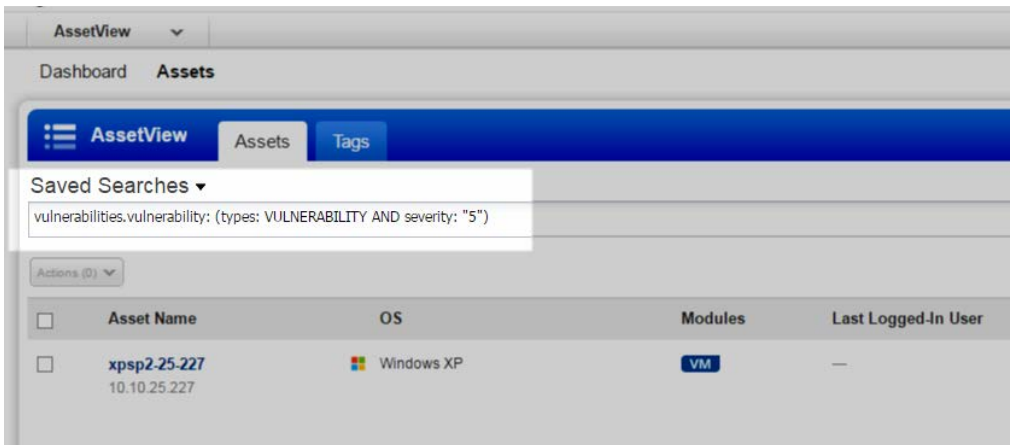 AssetView
Dashboard Assets
AssetView Assets Tags
Saved Searches
vulnerabilities.vulnerability: (types: VULNERABILITY AND severity: "5")
Actions (0)
Asset Name OS Modules Last Logged-In User
xpsp2-25-227 Windows XP VM —
10.10.25.227